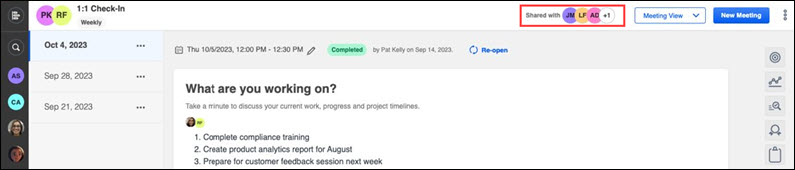 PK RF 1:1 Check-In
Weekly
Shared with JM LF AD +1
Meeting View
New Meeting
Oct 4, 2023
Sep 28, 2023
Sep 21, 2023
AS
CA
Thu 10/5/2023, 12:00 PM - 12:30 PM
Completed by Pat Kelly on Sep 14, 2023.
Re-open
What are you working on?
Take a minute to discuss your current work, progress and project timelines.
RF
1. Complete compliance training
2. Create product analytics report for August
3. Prepare for customer feedback session next week